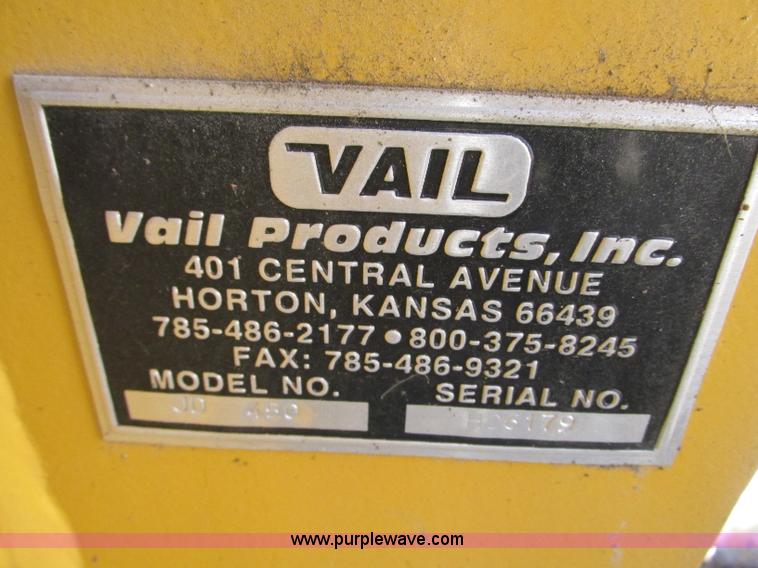 VAIL
Vail Products, Inc.
401 CENTRAL AVENUE
HORTON, KANSAS 66439
785-486-2177 • 800-375-8245
FAX: 785-486-9321
MODEL NO. SERIAL NO.
JD
www.purplewave.com